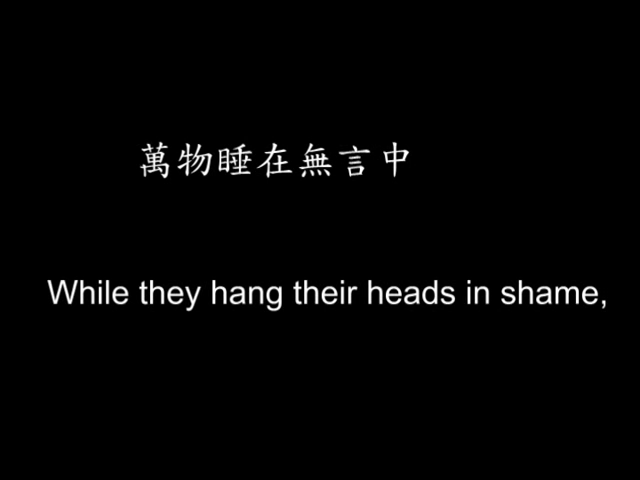 萬物睡在無言中
While they hang their heads in shame,